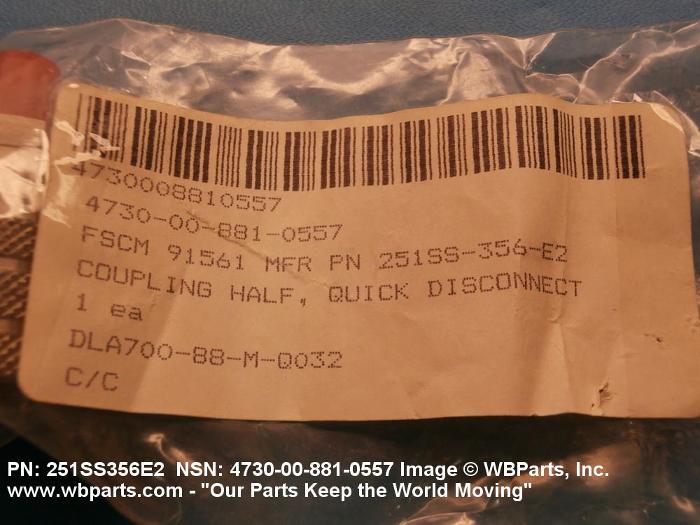 4730008810557
4730-00-881-0557
FSCM 91561 MFR PN 251SS-356-E2
COUPLING HALF, QUICK DISCONNECT
1 ea
DLA700-88-M-Q032
C/C
PN: 251SS356E2 NSN: 4730-00-881-0557 Image © WBParts, Inc.
www.wbparts.com - "Our Parts Keep the World Moving"